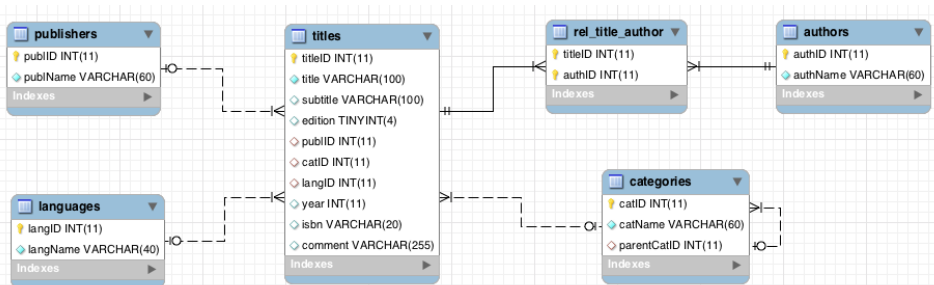 publishers
publID INT(11)
publName VARCHAR(60)
Indexes
titles
titleID INT(11)
title VARCHAR(100)
subtitle VARCHAR(100)
edition TINYINT(4)
publID INT(11)
catID INT(11)
langID INT(11)
year INT(11)
isbn VARCHAR(20)
comment VARCHAR(255)
Indexes
rel_title_author
titleID INT(11)
authID INT(11)
Indexes
authors
authID INT(11)
authName VARCHAR(60)
Indexes
languages
langID INT(11)
langName VARCHAR(40)
Indexes
categories
catID INT(11)
catName VARCHAR(60)
parentCatID INT(11)
Indexes